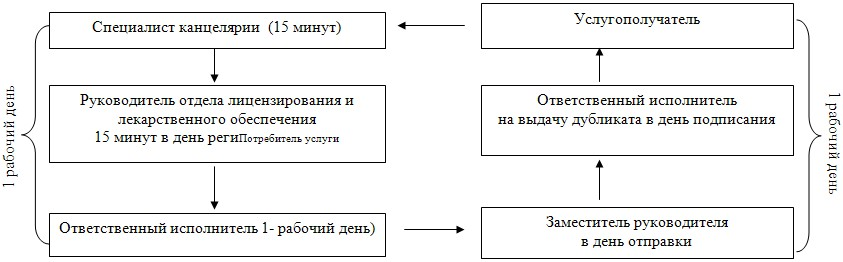 1 рабочий день
Специалист канцелярии (15 минут)
Руководитель отдела лицензирования и
лекарственного обеспечения
15 минут в день региПотребитель услуги
Ответственный исполнитель 1- рабочий день)
Услугополучатель
Ответственный исполнитель
на выдачу дубликата в день подписания
Заместитель руководителя
в день отправки
1 рабочий день